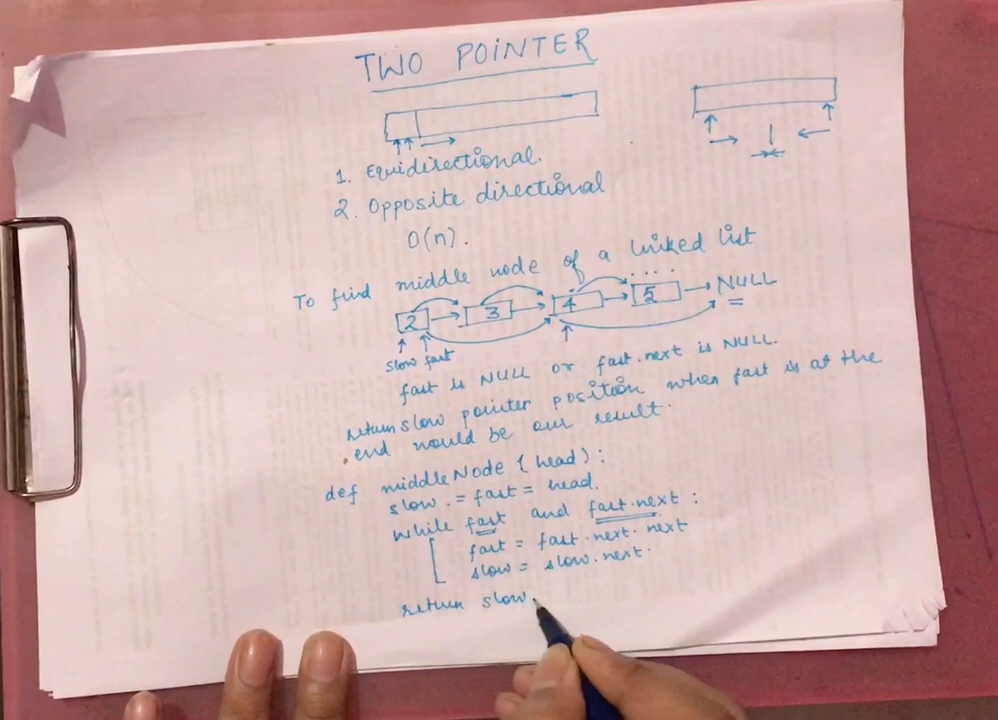 TWO POINTER
1. Equidirectional.
2. Opposite directional
O(n).
To find middle node of a linked list
2 3 4 5 NULL
slow fast
fast is NULL or fast.next is NULL.
return slow pointer position when fast is at the
end would be our result.
def middleNode (head):
slow. = fast = head.
while fast and fast.next :
fast = fast.next.next
slow = slow.next.
return slow.